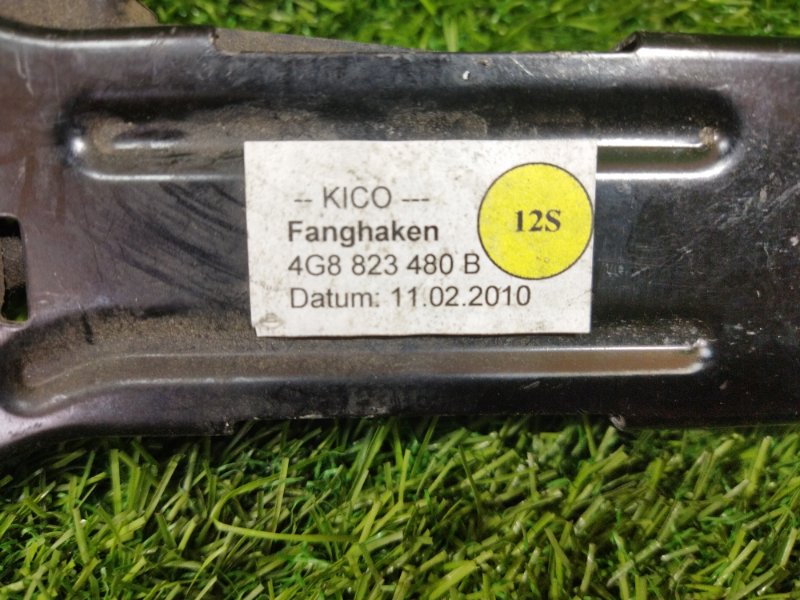 -- KICO ---
Fanghaken
12S
4G8 823 480 B
Datum: 11.02.2010